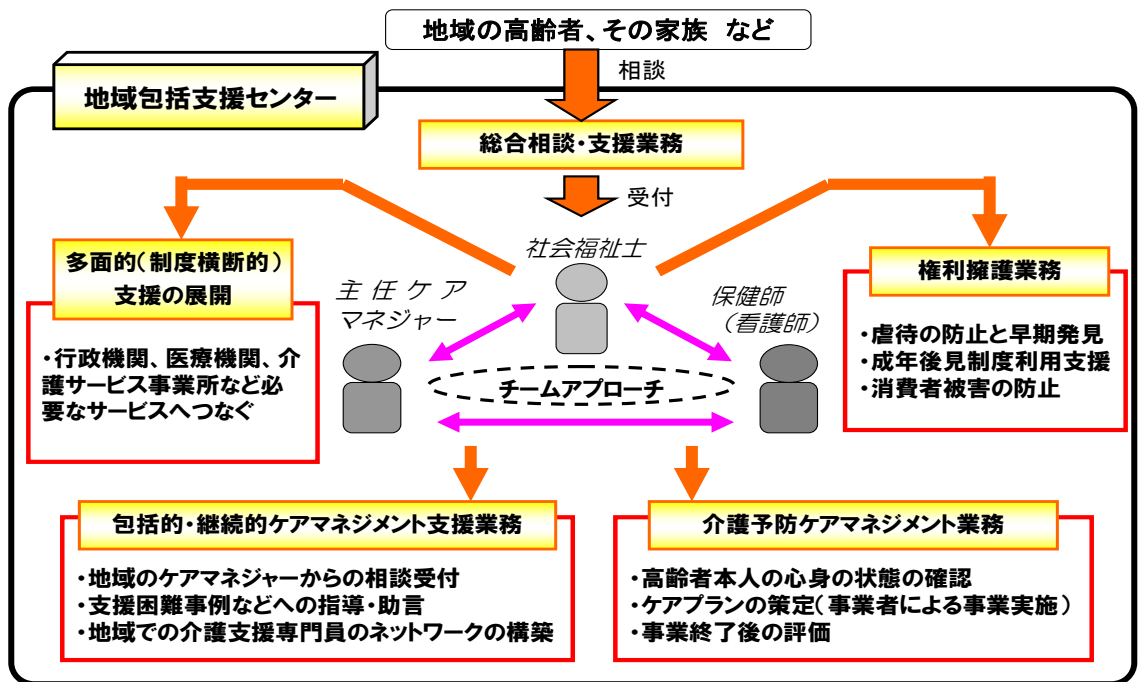 地域の高齢者、その家族 など
相談
地域包括支援センター
総合相談・支援業務
受付
多面的(制度横断的)
支援の展開
・行政機関、医療機関、介
護サービス事業所など必
要なサービスへつなぐ
社会福祉士
主任ケア
マネジャー
保健師
(看護師)
チームアプローチ
権利擁護業務
・虐待の防止と早期発見
・成年後見制度利用支援
・消費者被害の防止
包括的・継続的ケアマネジメント支援業務
・地域のケアマネジャーからの相談受付
・支援困難事例などへの指導・助言
・地域での介護支援専門員のネットワークの構築
介護予防ケアマネジメント業務
・高齢者本人の心身の状態の確認
・ケアプランの策定(事業者による事業実施)
・事業終了後の評価